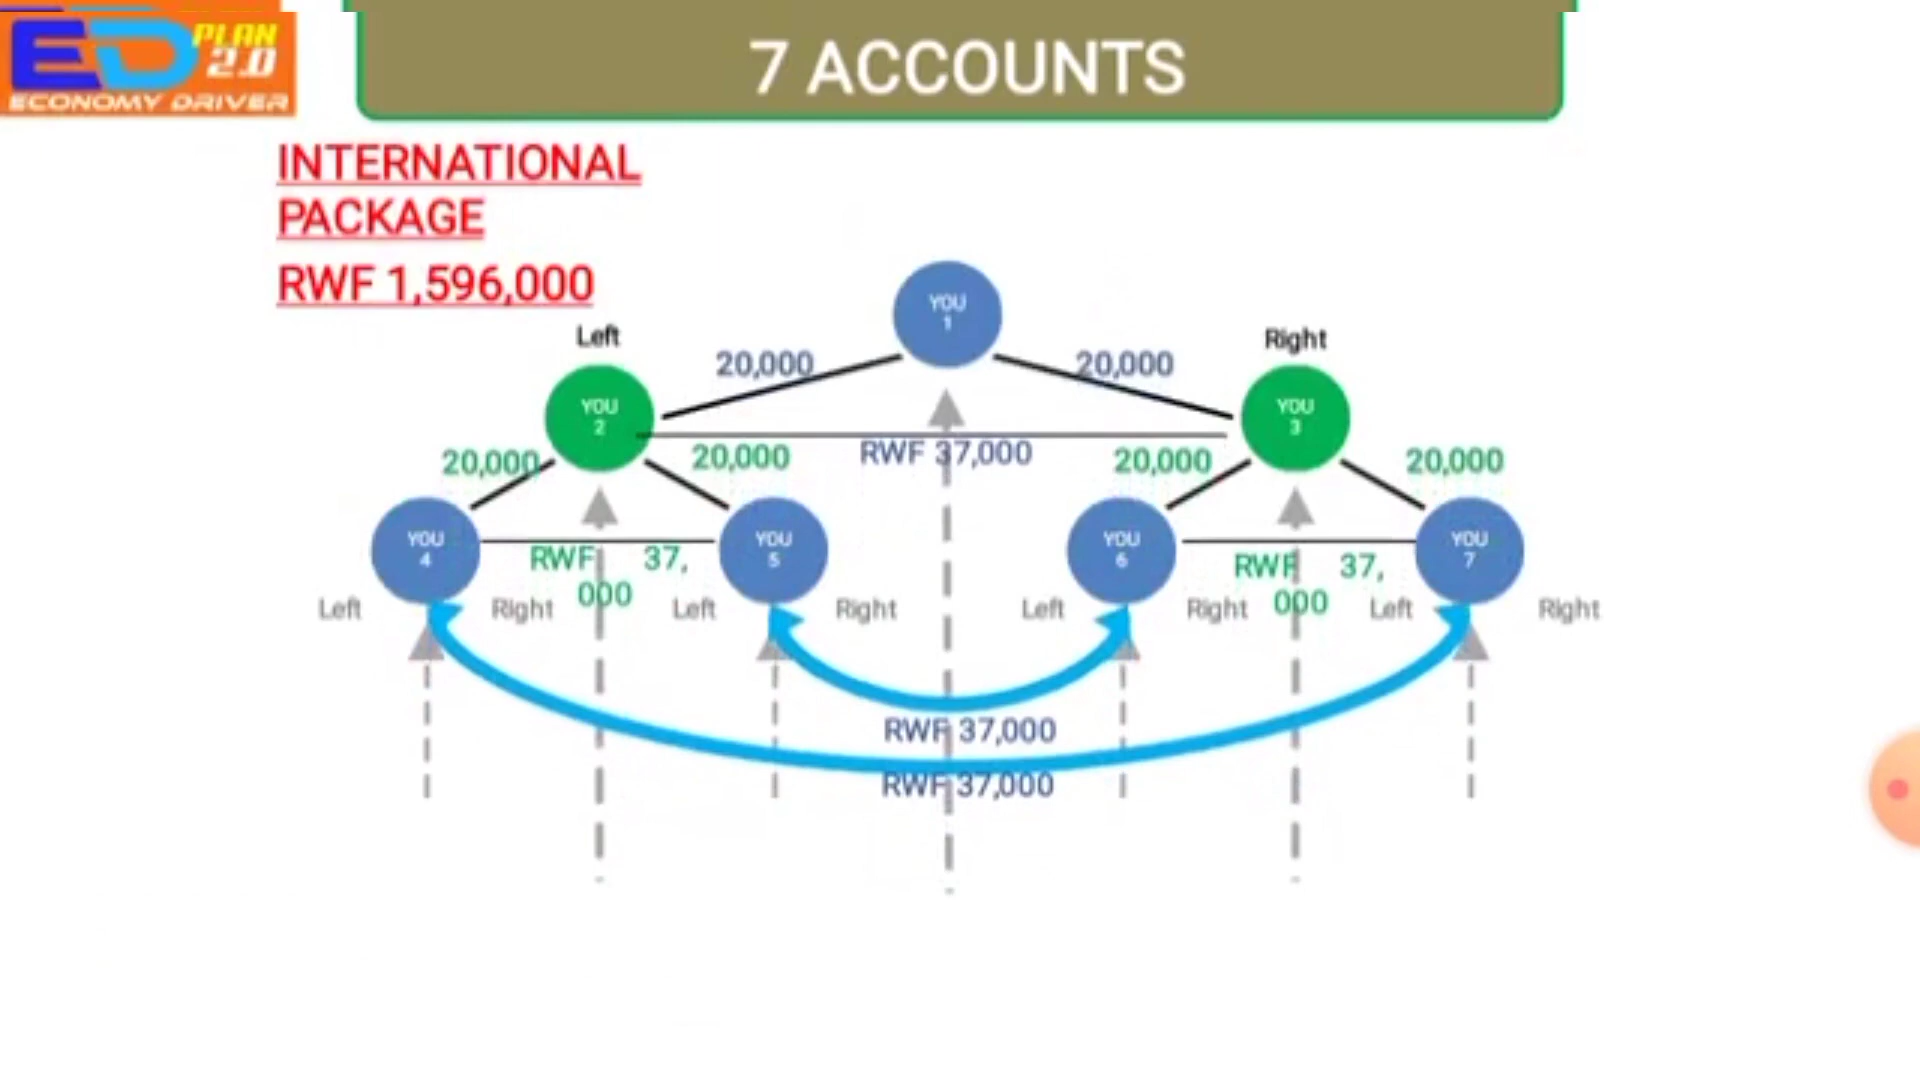 ED PLAN
2.0
ECONOMY DRIVER
7 ACCOUNTS
INTERNATIONAL
PACKAGE
RWF 1,596,000
YOU
1
Left
Right
20,000
20,000
YOU
2
YOU
3
20,000
20,000
RWF 37,000
20,000
20,000
YOU
4
YOU
5
YOU
6
YOU
7
RWF 37,
000
RWF 37,
000
Left
Right
Left
Right
Left
Right
Left
Right
RWF 37,000
RWF 37,000